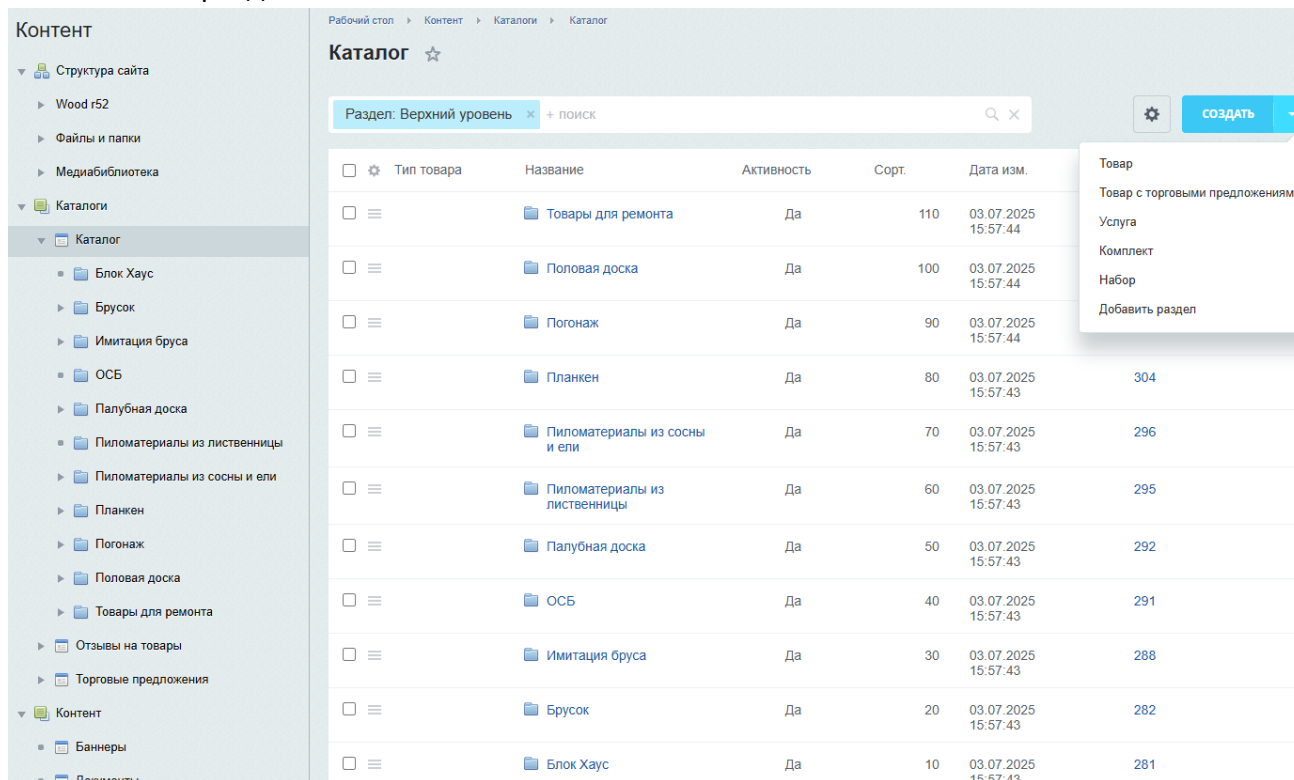 Контент
Структура сайта
Wood r52
Файлы и папки
Медиабиблиотека
Каталоги
Каталог
Блок Хаус
Брусок
Имитация бруса
ОСБ
Палубная доска
Пиломатериалы из лиственницы
Пиломатериалы из сосны и ели
Планкен
Погонаж
Половая доска
Товары для ремонта
Отзывы на товары
Торговые предложения
Контент
Баннеры
Рабочий стол Контент Каталоги Каталог
Каталог
Раздел: Верхний уровень × + поиск
СОЗДАТЬ
Товар
Товар с торговыми предложениями
Услуга
Комплект
Набор
Добавить раздел
Тип товара Название Активность Сорт. Дата изм.
Товары для ремонта Да 110 03.07.2025
15:57:44
Половая доска Да 100 03.07.2025
15:57:44
Погонаж Да 90 03.07.2025
15:57:44
Планкен Да 80 03.07.2025 304
15:57:43
Пиломатериалы из сосны Да 70 03.07.2025 296
и ели 15:57:43
Пиломатериалы из Да 60 03.07.2025 295
лиственницы 15:57:43
Палубная доска Да 50 03.07.2025 292
15:57:43
ОСБ Да 40 03.07.2025 291
15:57:43
Имитация бруса Да 30 03.07.2025 288
15:57:43
Брусок Да 20 03.07.2025 282
15:57:43
Блок Хаус Да 10 03.07.2025 281